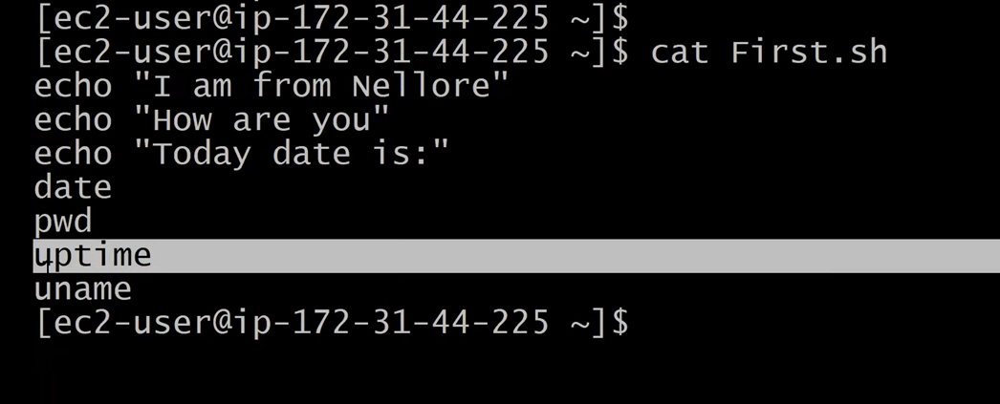 [ec2-user@ip-172-31-44-225 ~]$
[ec2-user@ip-172-31-44-225 ~]$ cat First.sh
echo "I am from Nellore"
echo "How are you"
echo "Today date is:"
date
pwd
uptime
uname
[ec2-user@ip-172-31-44-225 ~]$